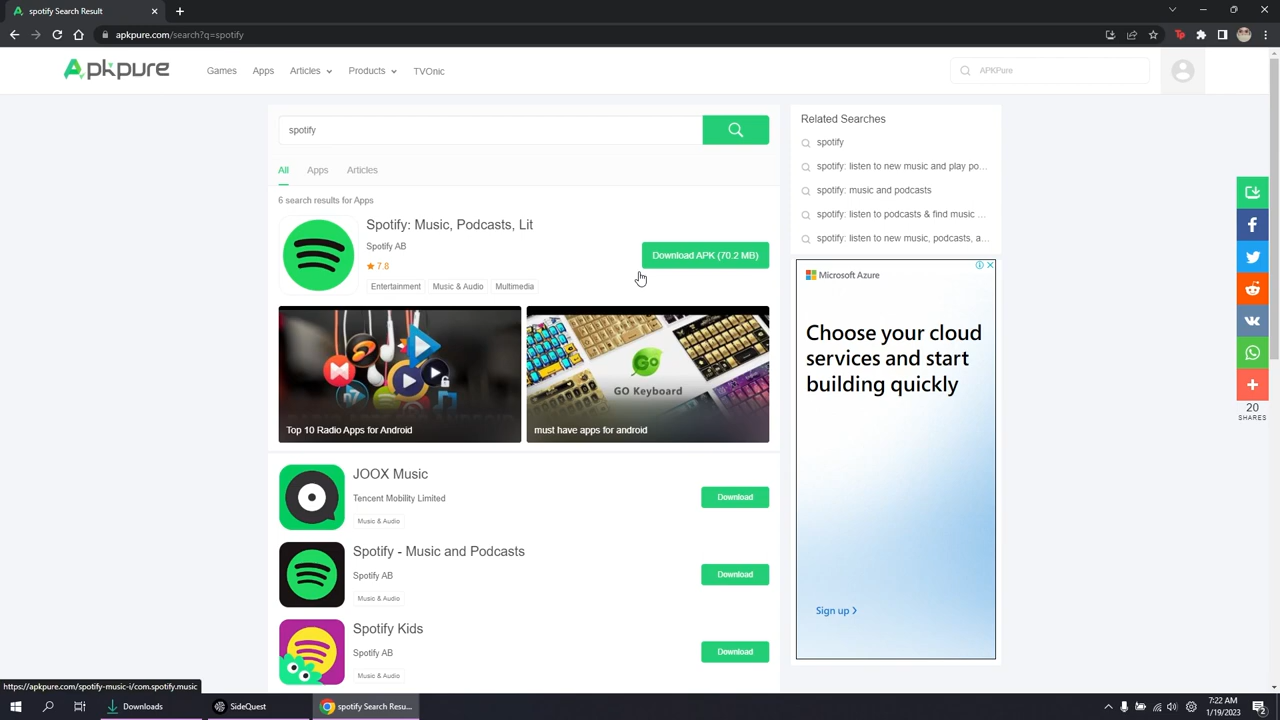 spotify Search Result
apkpure.com/search?q=spotify
Apkpure
Games
Apps
Articles
Products
TVOnic
APKPure
spotify
All
Apps
Articles
6 search results for Apps
Spotify: Music, Podcasts, Lit
Spotify AB
7.8
Entertainment
Music & Audio
Multimedia
Download APK (70.2 MB)
Top 10 Radio Apps for Android
GO Keyboard
must have apps for android
JOOX Music
Tencent Mobility Limited
Music & Audio
Download
Spotify - Music and Podcasts
Spotify AB
Music & Audio
Download
Spotify Kids
Spotify AB
Music & Audio
Download
Related Searches
spotify
spotify: listen to new music and play po...
spotify: music and podcasts
spotify: listen to podcasts & find music ...
spotify: listen to new music, podcasts, a...
Microsoft Azure
Choose your cloud
services and start
building quickly
Sign up
20
SHARES
https://apkpure.com/spotify-music-i/com.spotify.music
Downloads
SideQuest
spotify Search Resu...
7:22 AM
1/19/2023
2